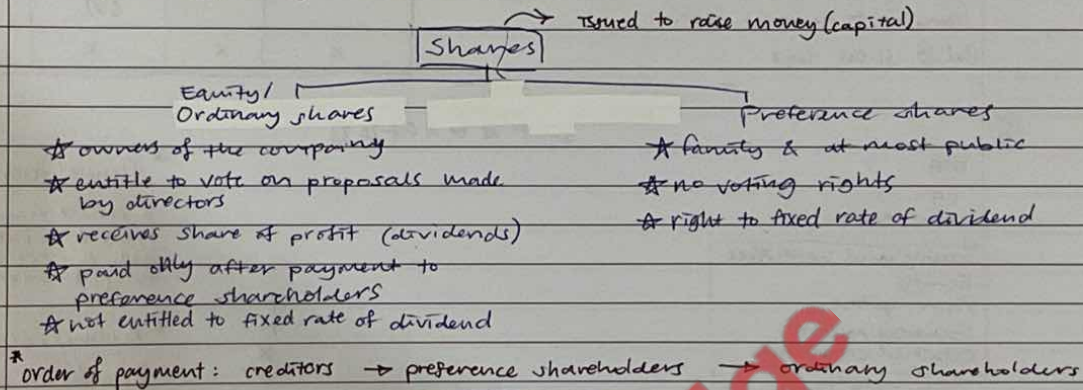 Issued to raise money (capital)
Shares
Equity/
Ordinary shares
Preference shares
☆ owners of the company
☆ entitle to vote on proposals made
by directors
☆ receives share of profit (dividends)
☆ paid only after payment to
preference shareholders
☆ not entitled to fixed rate of dividend
☆ family & at most public
☆ no voting rights
☆ right to fixed rate of dividend
* order of payment: creditors → preference shareholders → ordinary shareholders